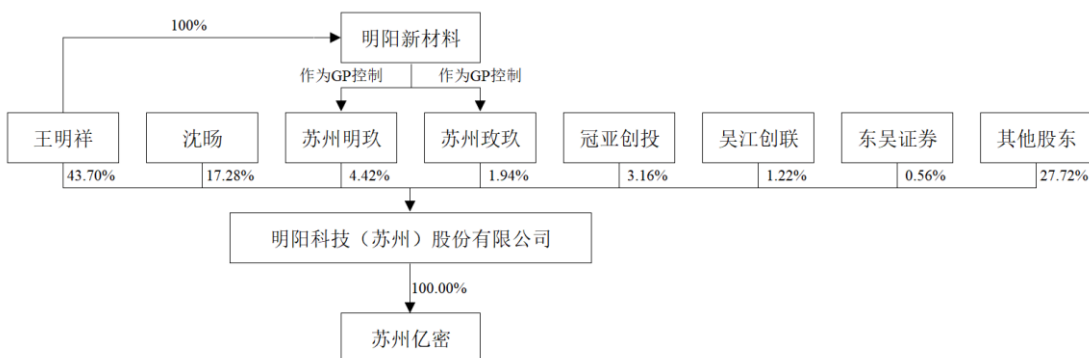 100%
明阳新材料
作为GP控制
作为GP控制
王明祥
沈旸
苏州明玖
苏州玫玖
冠亚创投
吴江创联
东吴证券
其他股东
43.70%
17.28%
4.42%
1.94%
3.16%
1.22%
0.56%
27.72%
明阳科技（苏州）股份有限公司
100.00%
苏州亿密